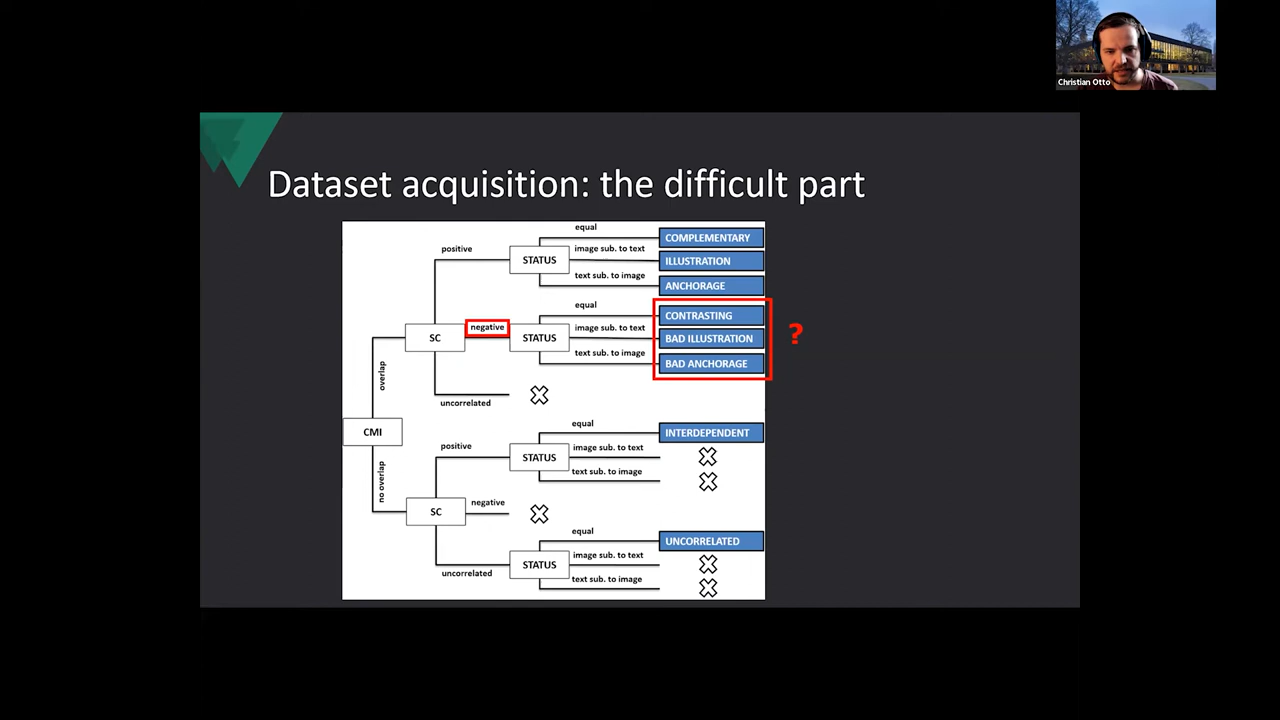 Christian Otto
Dataset acquisition: the difficult part
equal
COMPLEMENTARY
positive
image sub. to text
STATUS
ILLUSTRATION
text sub. to image
ANCHORAGE
equal
CONTRASTING
negative
image sub. to text
?
SC
STATUS
BAD ILLUSTRATION
text sub. to image
BAD ANCHORAGE
overlap
uncorrelated
CMI
equal
INTERDEPENDENT
positive
image sub. to text
STATUS
text sub. to image
no overlap
negative
SC
equal
UNCORRELATED
image sub. to text
STATUS
uncorrelated
text sub. to image